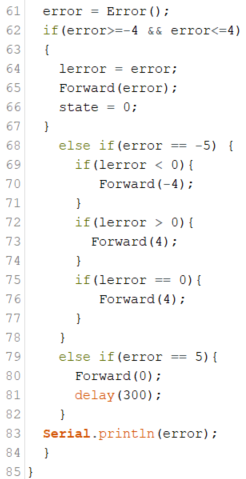 61 error = Error();
62 if(error>=-4 && error<=4)
63 {
64 lerror = error;
65 Forward(error);
66 state = 0;
67 }
68 else if(error == -5) {
69 if(lerror < 0){
70 Forward(-4);
71 }
72 if(lerror > 0){
73 Forward(4);
74 }
75 if(lerror == 0){
76 Forward(4);
77 }
78 }
79 else if(error == 5){
80 Forward(0);
81 delay(300);
82 }
83 Serial.println(error);
84 }
85 }